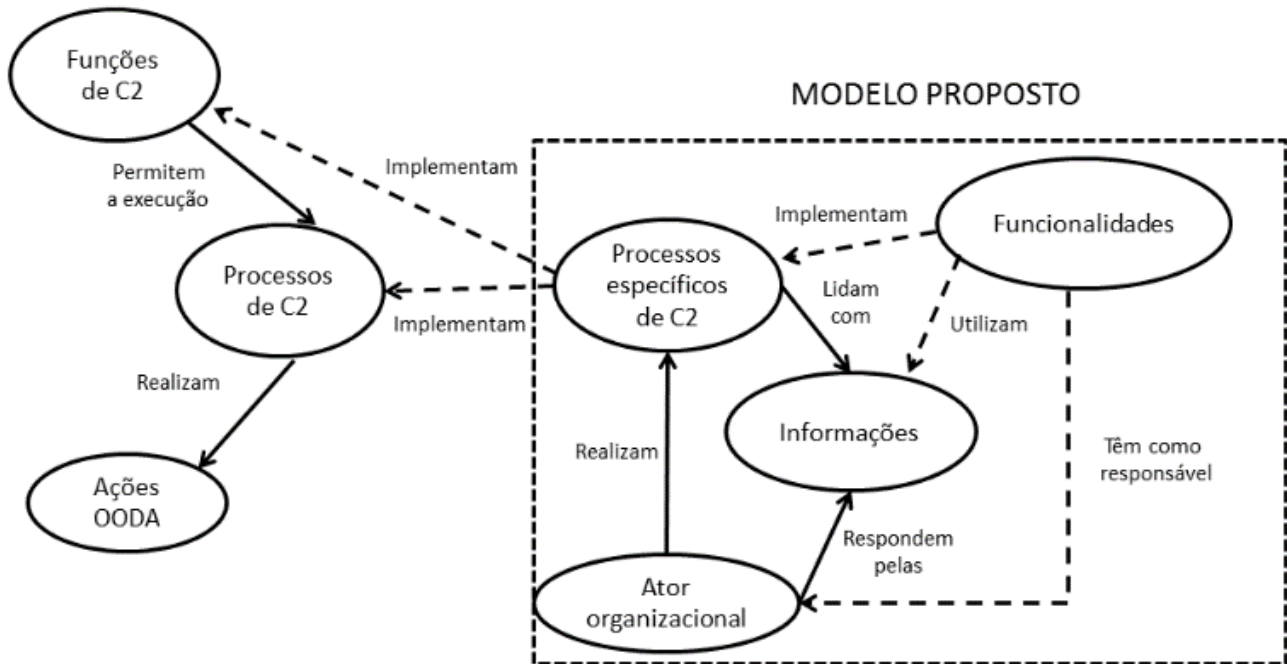 Funções
de C2
MODELO PROPOSTO
Permitem
a execução
Implementam
Implementam
Funcionalidades
Processos
de C2
Implementam
Processos
específicos
de C2
Lidam
com
Utilizam
Realizam
Ações
OODA
Realizam
Informações
Têm como
responsável
Respondem
pelas
Ator
organizacional